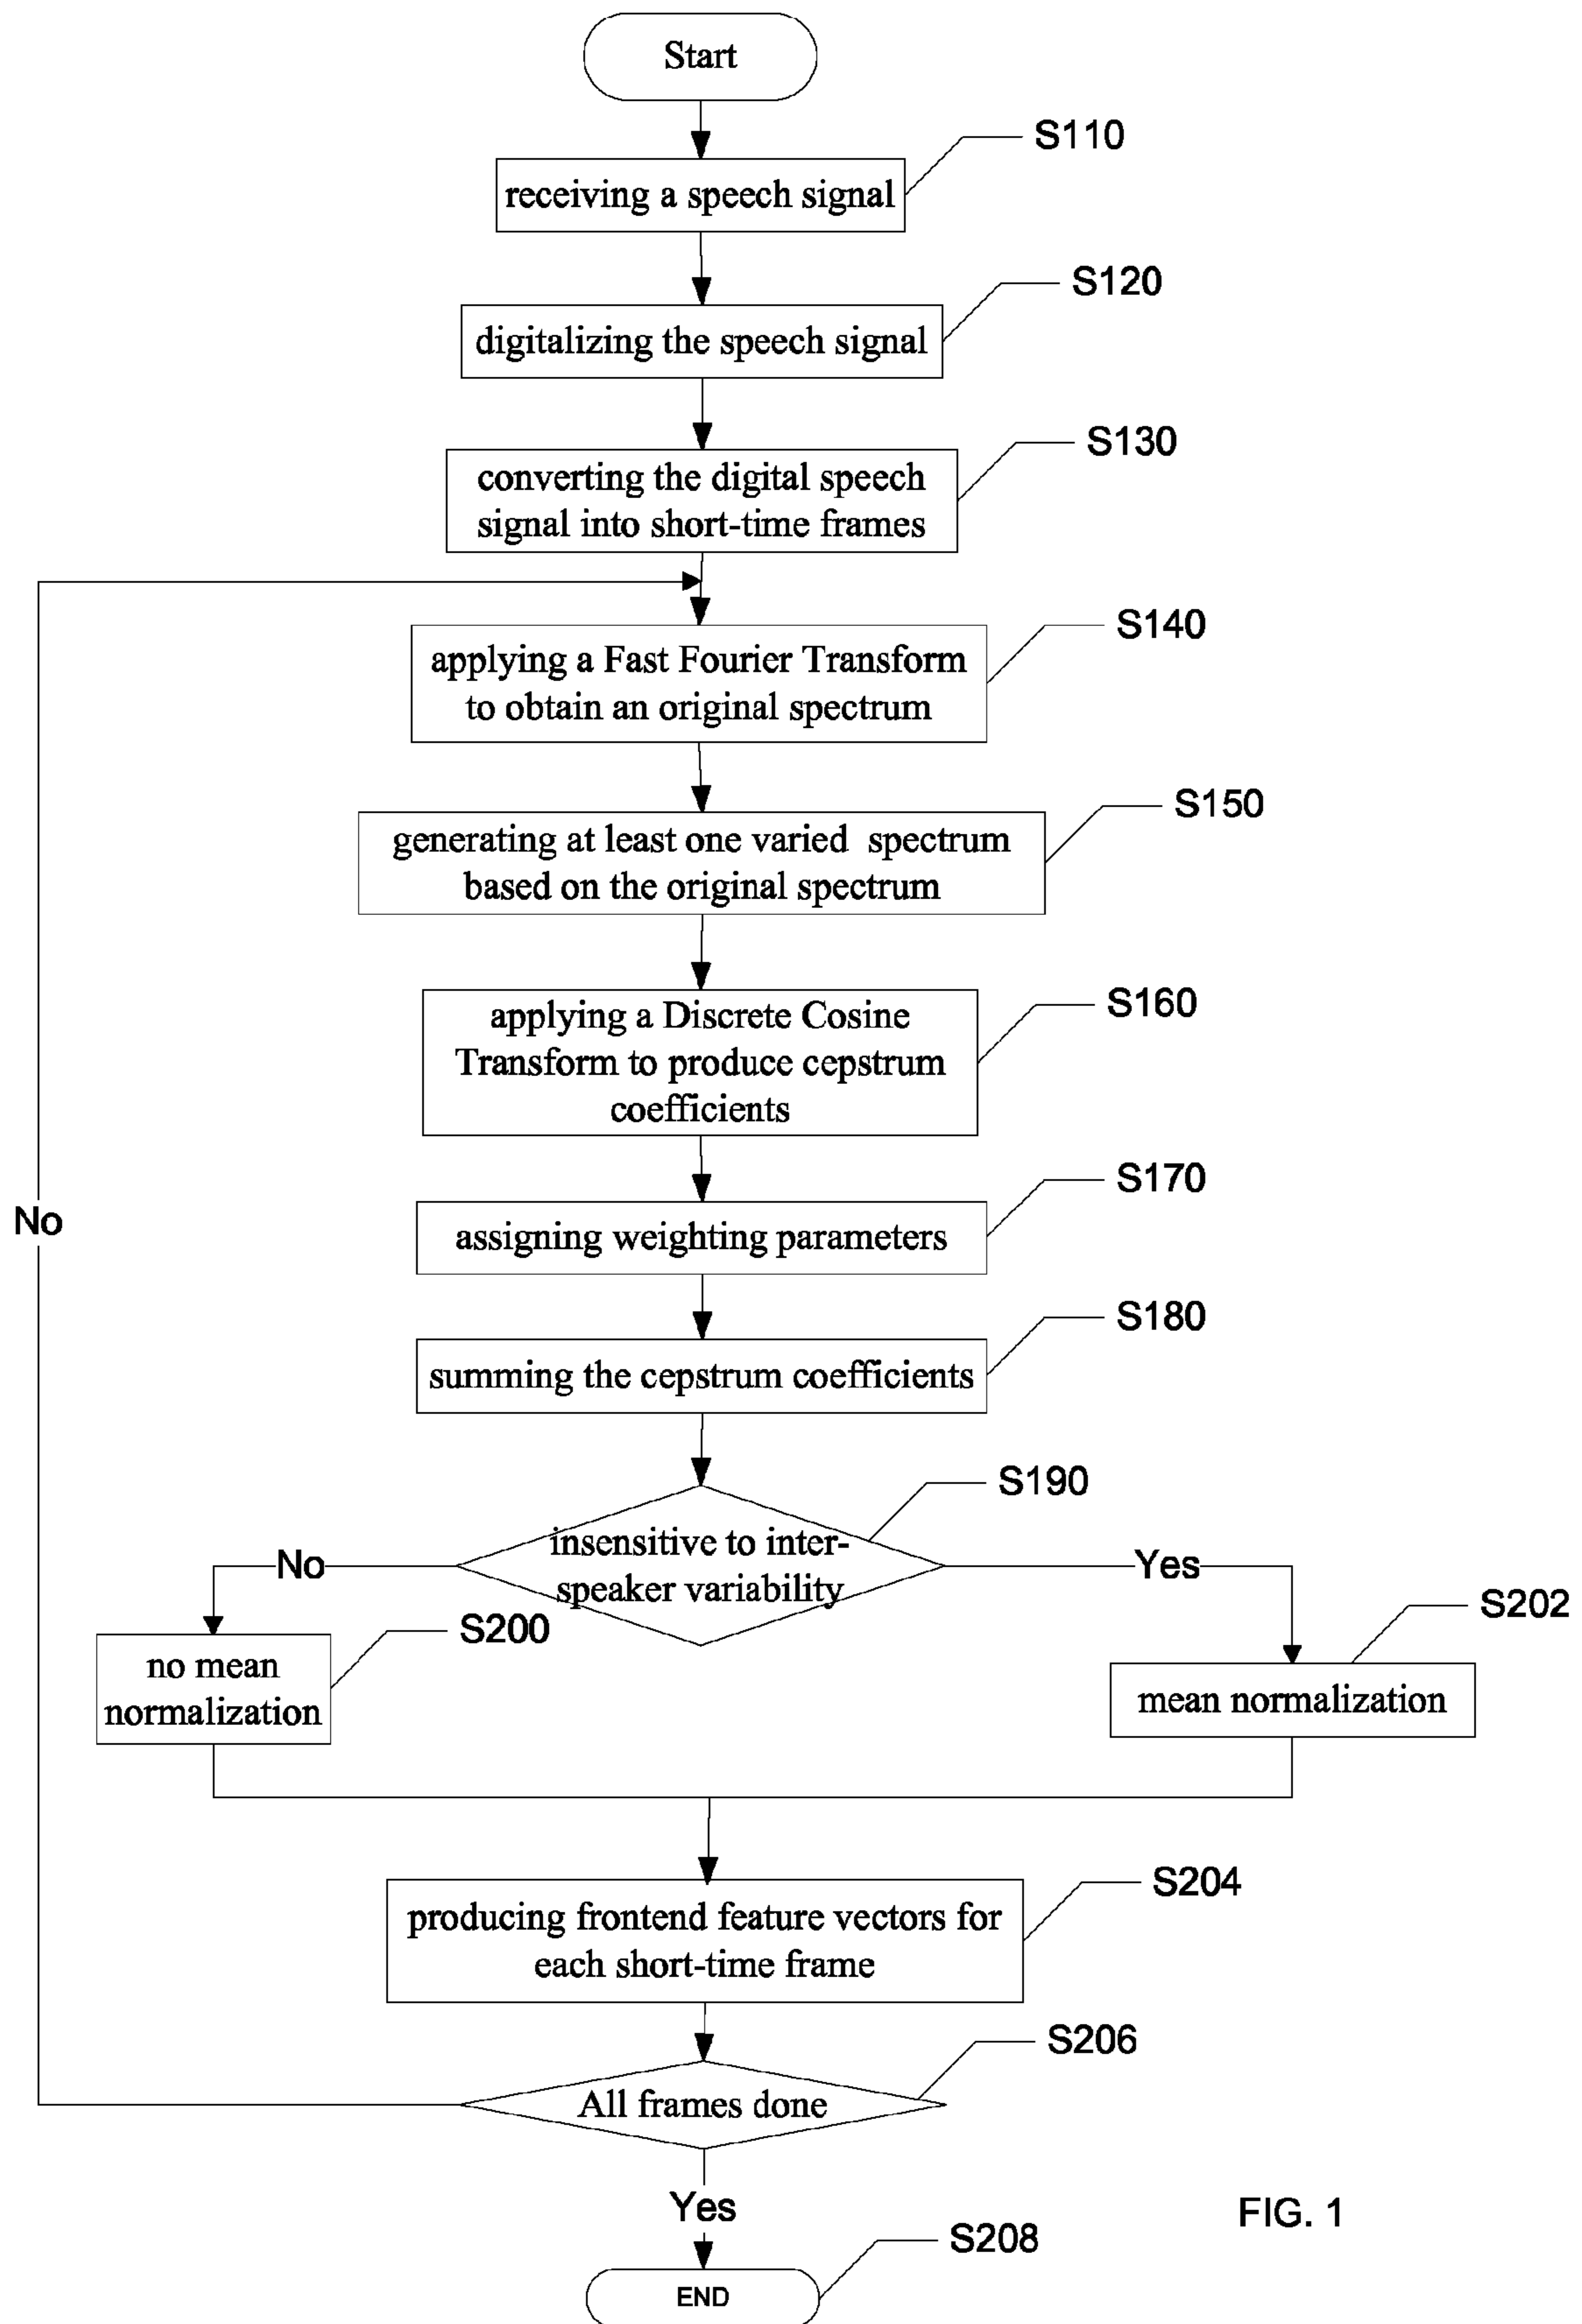 Start
S110
receiving a speech signal
S120
digitalizing the speech signal
S130
converting the digital speech
signal into short-time frames
S140
applying a Fast Fourier Transform
to obtain an original spectrum
S150
generating at least one varied spectrum
based on the original spectrum
S160
applying a Discrete Cosine
Transform to produce cepstrum
coefficients
S170
assigning weighting parameters
No
S180
summing the cepstrum coefficients
S190
insensitive to inter-
speaker variability
No
Yes
S200
no mean
normalization
S202
mean normalization
S204
producing frontend feature vectors for
each short-time frame
S206
All frames done
Yes
FIG. 1
S208
END